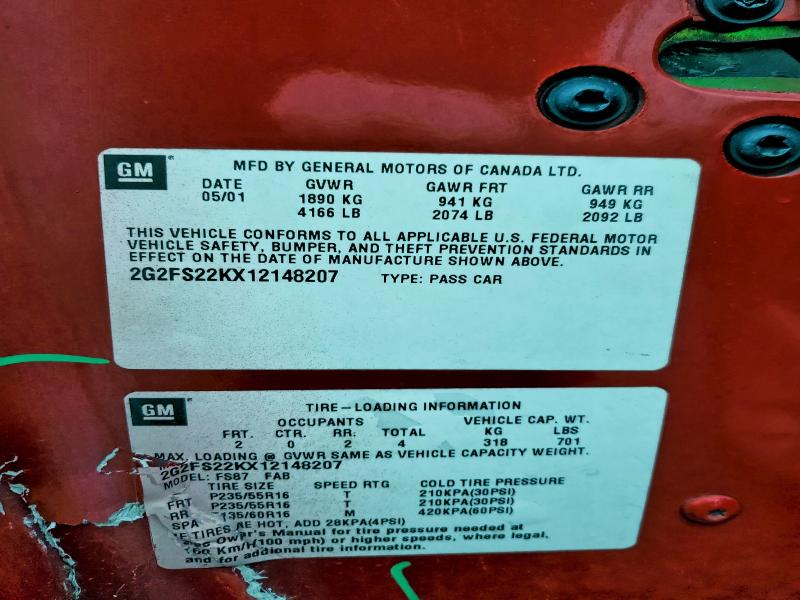 GM
MFD BY GENERAL MOTORS OF CANADA LTD.
DATE GVWR GAWR FRT GAWR RR
05/01 1890 KG 941 KG 949 KG
4166 LB 2074 LB 2092 LB
THIS VEHICLE CONFORMS TO ALL APPLICABLE U.S. FEDERAL MOTOR
VEHICLE SAFETY, BUMPER, AND THEFT PREVENTION STANDARDS IN
EFFECT ON THE DATE OF MANUFACTURE SHOWN ABOVE.
2G2FS22KX12148207 TYPE: PASS CAR
GM
TIRE-LOADING INFORMATION
OCCUPANTS VEHICLE CAP. WT.
FRT. CTR. RR. TOTAL KG LBS
2 0 2 4 318 701
MAX. LOADING @ GVWR SAME AS VEHICLE CAPACITY WEIGHT.
2G2FS22KX12148207
MODEL: FS87 FAB
TIRE SIZE SPEED RTG COLD TIRE PRESSURE
FRT P235/55R16 T 210KPA(30PSI)
RR P235/55R16 T 210KPA(30PSI)
SPA 135/60R16 M 420KPA(60PSI)
TIRES HOT, ADD 28KPA(4PSI)
Owner's Manual for tire pressure needed at
Km/H(100 mph) or higher speeds, where legal,
and for additional tire information.